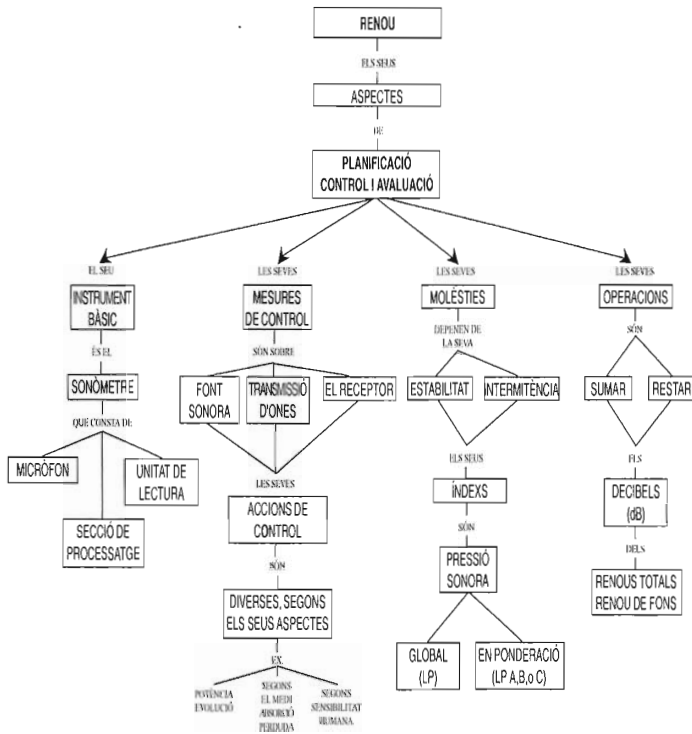 RENOU
ELS SEUS
ASPECTES
DE
PLANIFICACIÓ
CONTROL I AVALUACIÓ
EL SEU
INSTRUMENT
BÀSIC
ÉS EL
SONÒMETRE
QUE CONSTA DE:
MICRÒFON
UNITAT DE
LECTURA
SECCIÓ DE
PROCESSATGE
LES SEVES
MESURES
DE CONTROL
SÓN SOBRE
FONT
SONORA
TRANSMISSIÓ
D'ONES
EL RECEPTOR
LES SEVES
ACCIONS DE
CONTROL
SÓN
DIVERSES, SEGONS
ELS SEUS ASPECTES
EX.
POTÈNCIA
EVOLUCIÓ
SEGONS
EL MEDI
ABSORCIÓ
PERDUDA
SEGONS
SENSIBILITAT
HUMANA
LES SEVES
MOLÈSTIES
DEPENEN DE
LA SEVA
ESTABILITAT
INTERMITÈNCIA
ELS SEUS
ÍNDEXS
SÓN
PRESSIÓ
SONORA
GLOBAL
(LP)
EN PONDERACIÓ
(LP A,B,o C)
LES SEVES
OPERACIONS
SÓN
SUMAR
RESTAR
ELS
DECIBELS
(dB)
DELS
RENOUS TOTALS
RENOU DE FONS